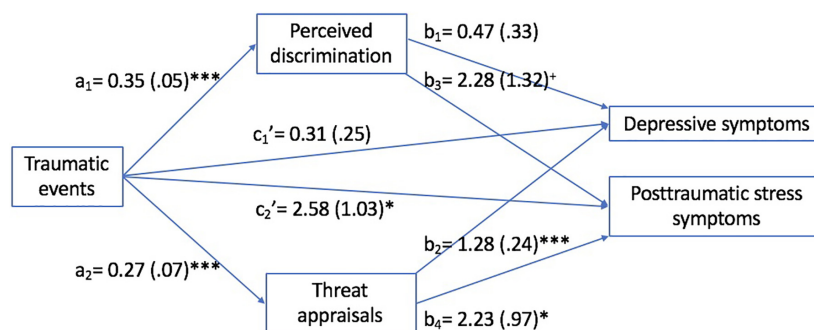 Perceived
discrimination
b₁= 0.47 (.33)
a₁= 0.35 (.05)***
b₃= 2.28 (1.32)⁺
Depressive symptoms
c₁’= 0.31 (.25)
Traumatic
events
Posttraumatic stress
symptoms
c₂’= 2.58 (1.03)*
b₂= 1.28 (.24)***
a₂= 0.27 (.07)***
Threat
appraisals
b₄= 2.23 (.97)*